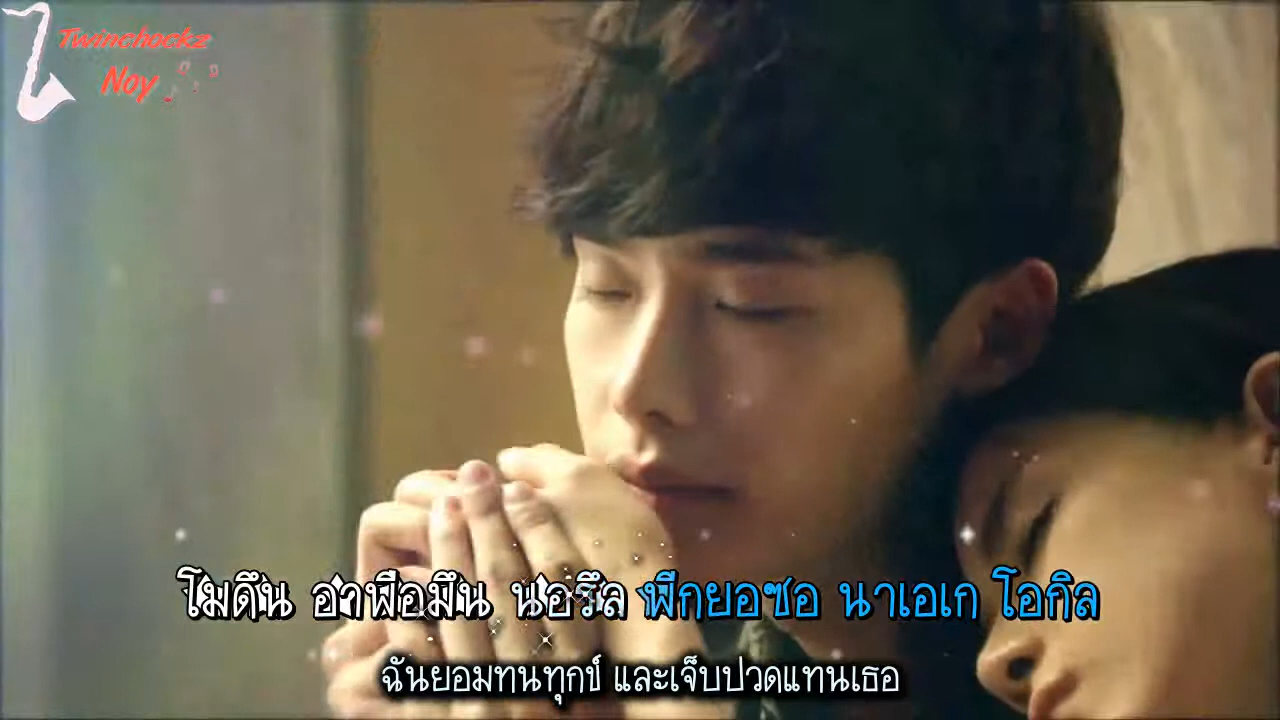 Twinchockz
Noy
โมดึน อาพือมึน นอรึล พีกยอซอ นาเอเก โอกิล
ฉันยอมทนทุกข์ และเจ็บปวดแทนเธอ